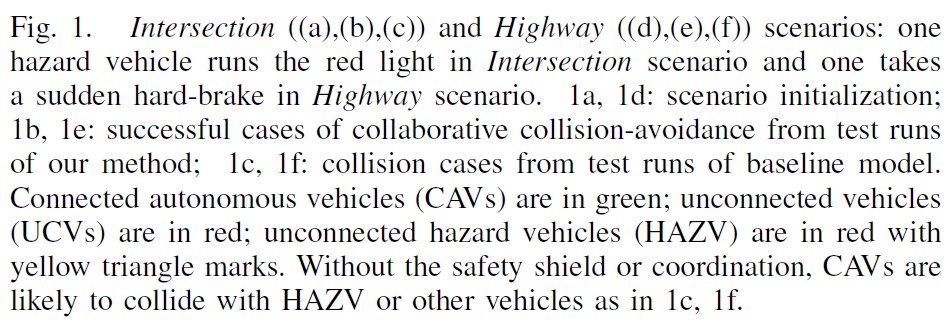 Fig. 1. Intersection ((a),(b),(c)) and Highway ((d),(e),(f)) scenarios: one
hazard vehicle runs the red light in Intersection scenario and one takes
a sudden hard-brake in Highway scenario. 1a, 1d: scenario initialization;
1b, 1e: successful cases of collaborative collision-avoidance from test runs
of our method; 1c, 1f: collision cases from test runs of baseline model.
Connected autonomous vehicles (CAVs) are in green; unconnected vehicles
(UCVs) are in red; unconnected hazard vehicles (HAZV) are in red with
yellow triangle marks. Without the safety shield or coordination, CAVs are
likely to collide with HAZV or other vehicles as in 1c, 1f.